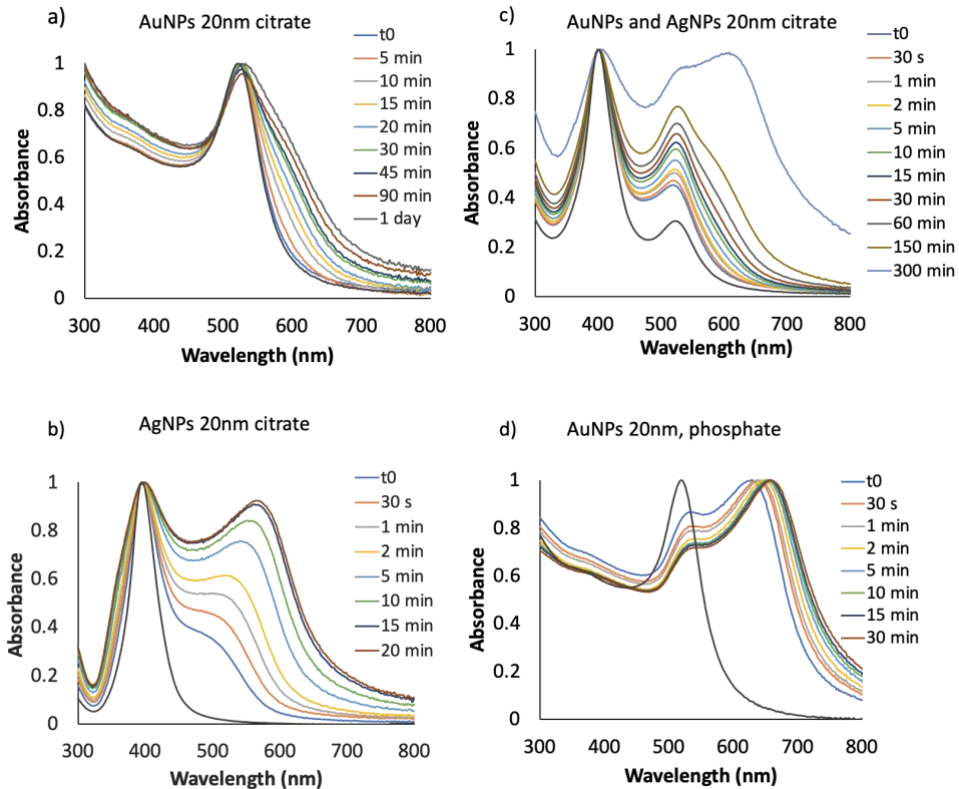 a)
AuNPs 20nm citrate
Absorbance
1
0.8
0.6
0.4
0.2
0
300 400 500 600 700 800
Wavelength (nm)
t0
5 min
10 min
15 min
20 min
30 min
45 min
90 min
1 day
c)
AuNPs and AgNPs 20nm citrate
Absorbance
1
0.8
0.6
0.4
0.2
0
300 400 500 600 700 800
Wavelength (nm)
t0
30 s
1 min
2 min
5 min
10 min
15 min
30 min
60 min
150 min
300 min
b)
AgNPs 20nm citrate
Absorbance
1
0.8
0.6
0.4
0.2
0
300 400 500 600 700 800
Wavelength (nm)
t0
30 s
1 min
2 min
5 min
10 min
15 min
20 min
d)
AuNPs 20nm, phosphate
Absorbance
1
0.8
0.6
0.4
0.2
0
300 400 500 600 700 800
Wavelength (nm)
t0
30 s
1 min
2 min
5 min
10 min
15 min
30 min